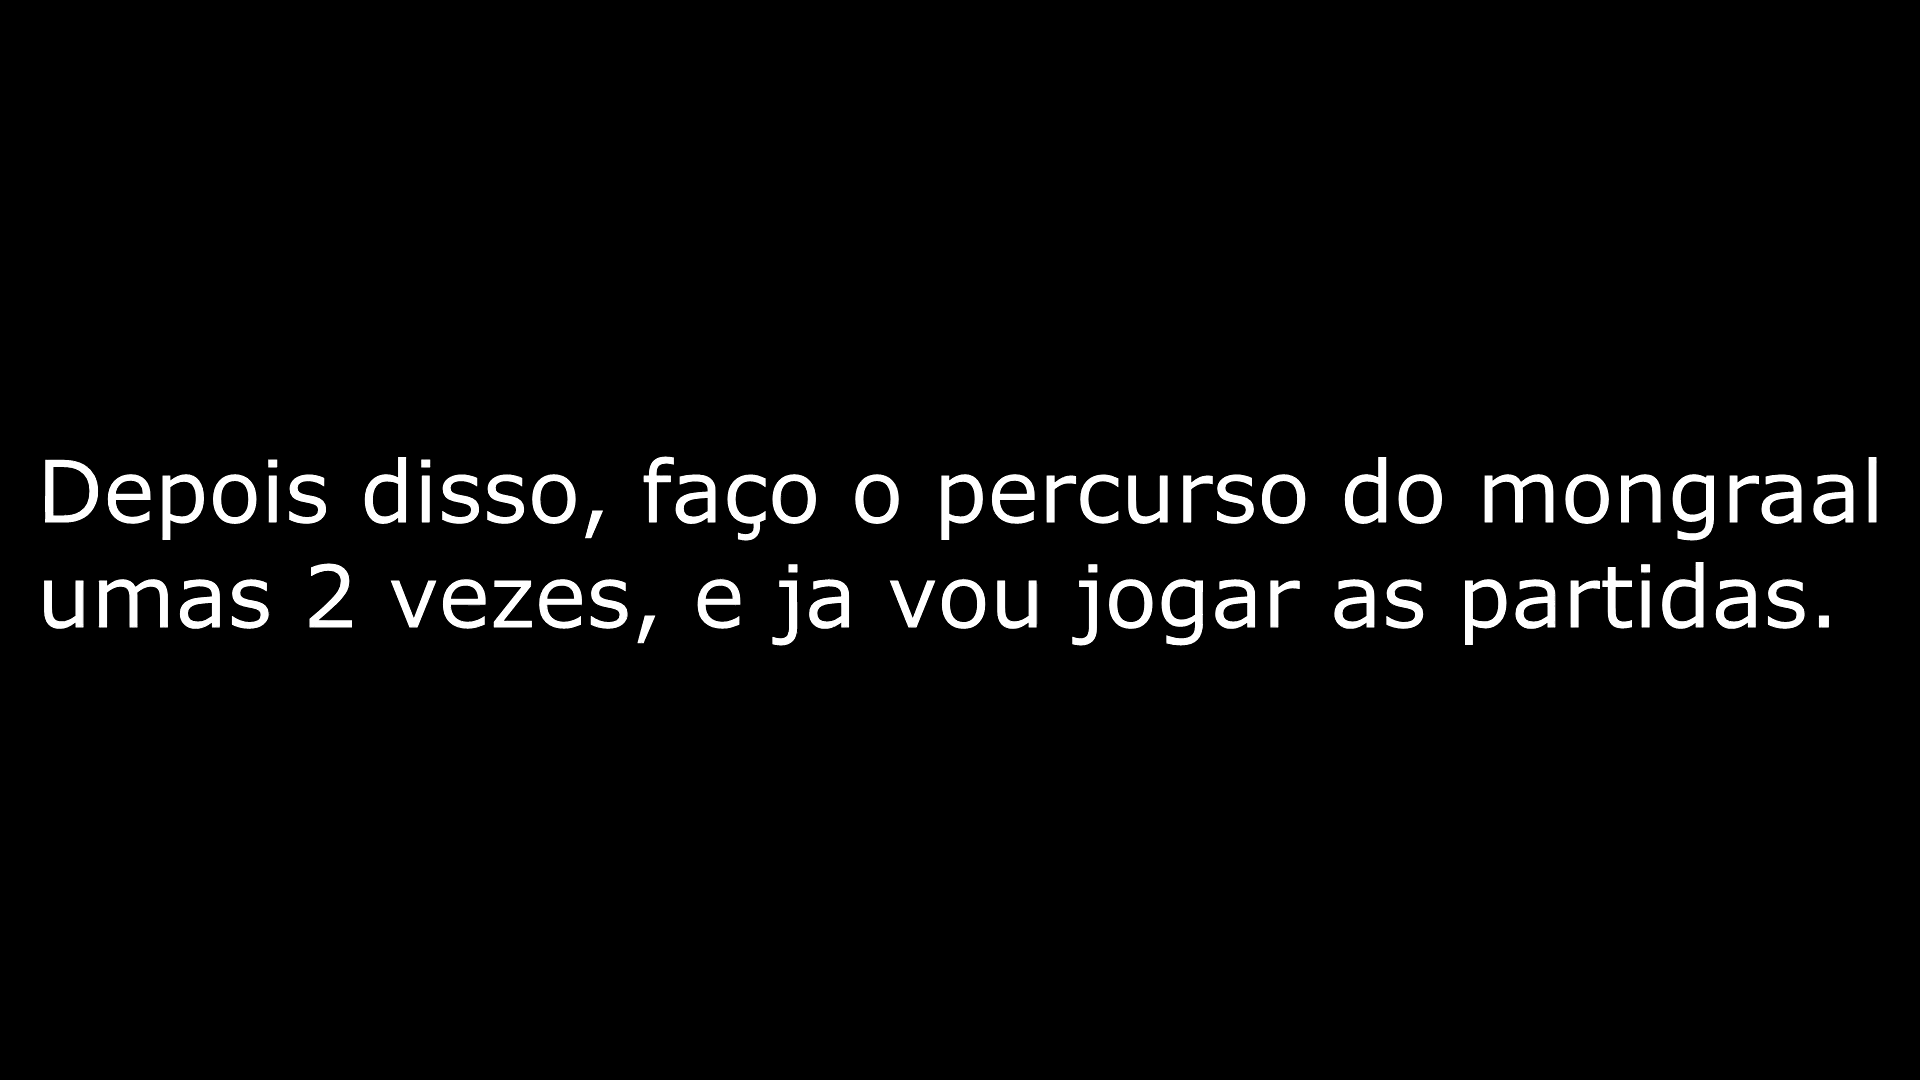 Depois disso, faço o percurso do mongraal
umas 2 vezes, e ja vou jogar as partidas.